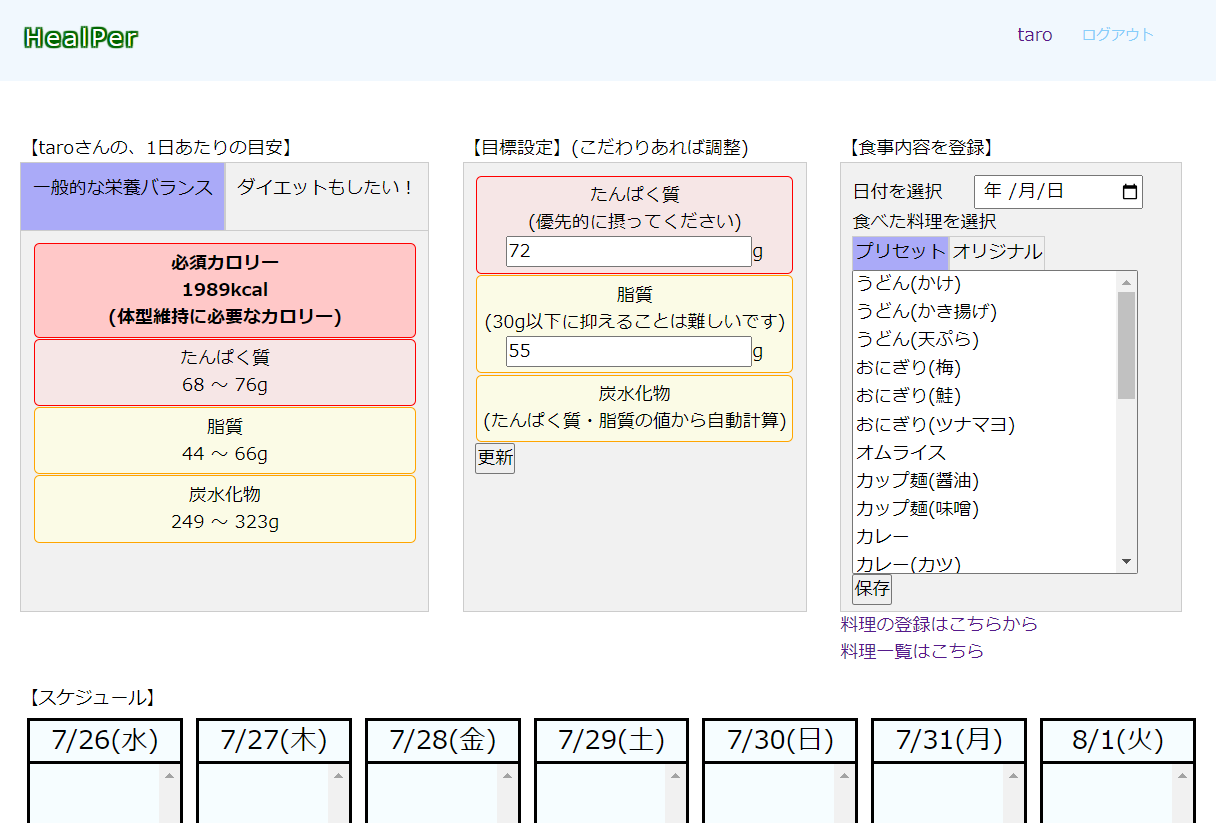 HealPer
taro ログアウト
【taroさんの、1日あたりの目安】
一般的な栄養バランス ダイエットもしたい！
必須カロリー
1989kcal
(体型維持に必要なカロリー)
たんぱく質
68 ～ 76g
脂質
44 ～ 66g
炭水化物
249 ～ 323g
【目標設定】(こだわりあれば調整)
たんぱく質
(優先的に摂ってください)
72 g
脂質
(30g以下に抑えることは難しいです)
55 g
炭水化物
(たんぱく質・脂質の値から自動計算)
更新
【食事内容を登録】
日付を選択 年 /月/日
食べた料理を選択
プリセット オリジナル
うどん(かけ)
うどん(かき揚げ)
うどん(天ぷら)
おにぎり(梅)
おにぎり(鮭)
おにぎり(ツナマヨ)
オムライス
カップ麺(醤油)
カップ麺(味噌)
カレー
カレー(カツ)
保存
料理の登録はこちらから
料理一覧はこちら
【スケジュール】
7/26(水) 7/27(木) 7/28(金) 7/29(土) 7/30(日) 7/31(月) 8/1(火)